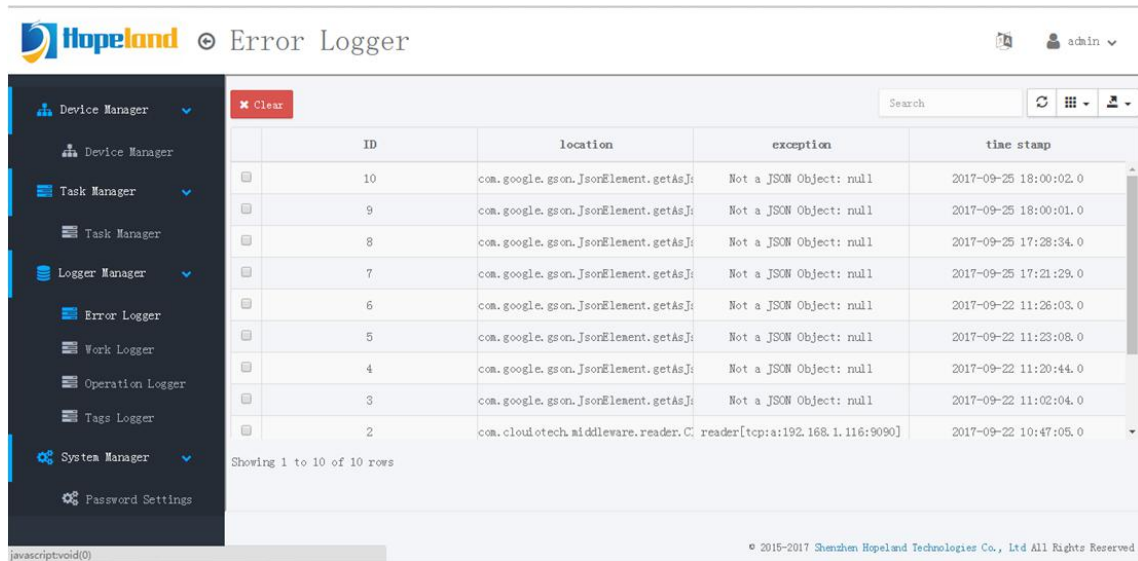 Hopeland Error Logger admin
Device Manager
Device Manager
Task Manager
Task Manager
Logger Manager
Error Logger
Work Logger
Operation Logger
Tags Logger
System Manager
Password Settings
Clear Search
ID location exception time stamp
10 com.google.gson.JsonElement.getAsJ Not a JSON Object: null 2017-09-25 18:00:02.0
9 com.google.gson.JsonElement.getAsJ Not a JSON Object: null 2017-09-25 18:00:01.0
8 com.google.gson.JsonElement.getAsJ Not a JSON Object: null 2017-09-25 17:28:34.0
7 com.google.gson.JsonElement.getAsJ Not a JSON Object: null 2017-09-25 17:21:29.0
6 com.google.gson.JsonElement.getAsJ Not a JSON Object: null 2017-09-22 11:26:03.0
5 com.google.gson.JsonElement.getAsJ Not a JSON Object: null 2017-09-22 11:23:08.0
4 com.google.gson.JsonElement.getAsJ Not a JSON Object: null 2017-09-22 11:20:44.0
3 com.google.gson.JsonElement.getAsJ Not a JSON Object: null 2017-09-22 11:02:04.0
2 com.clouiotech.middleware.reader.C reader[tcp:a:192.168.1.116:9090] 2017-09-22 10:47:05.0
Showing 1 to 10 of 10 rows
© 2015-2017 Shenzhen Hopeland Technologies Co., Ltd All Rights Reserved
javascript:void(0)